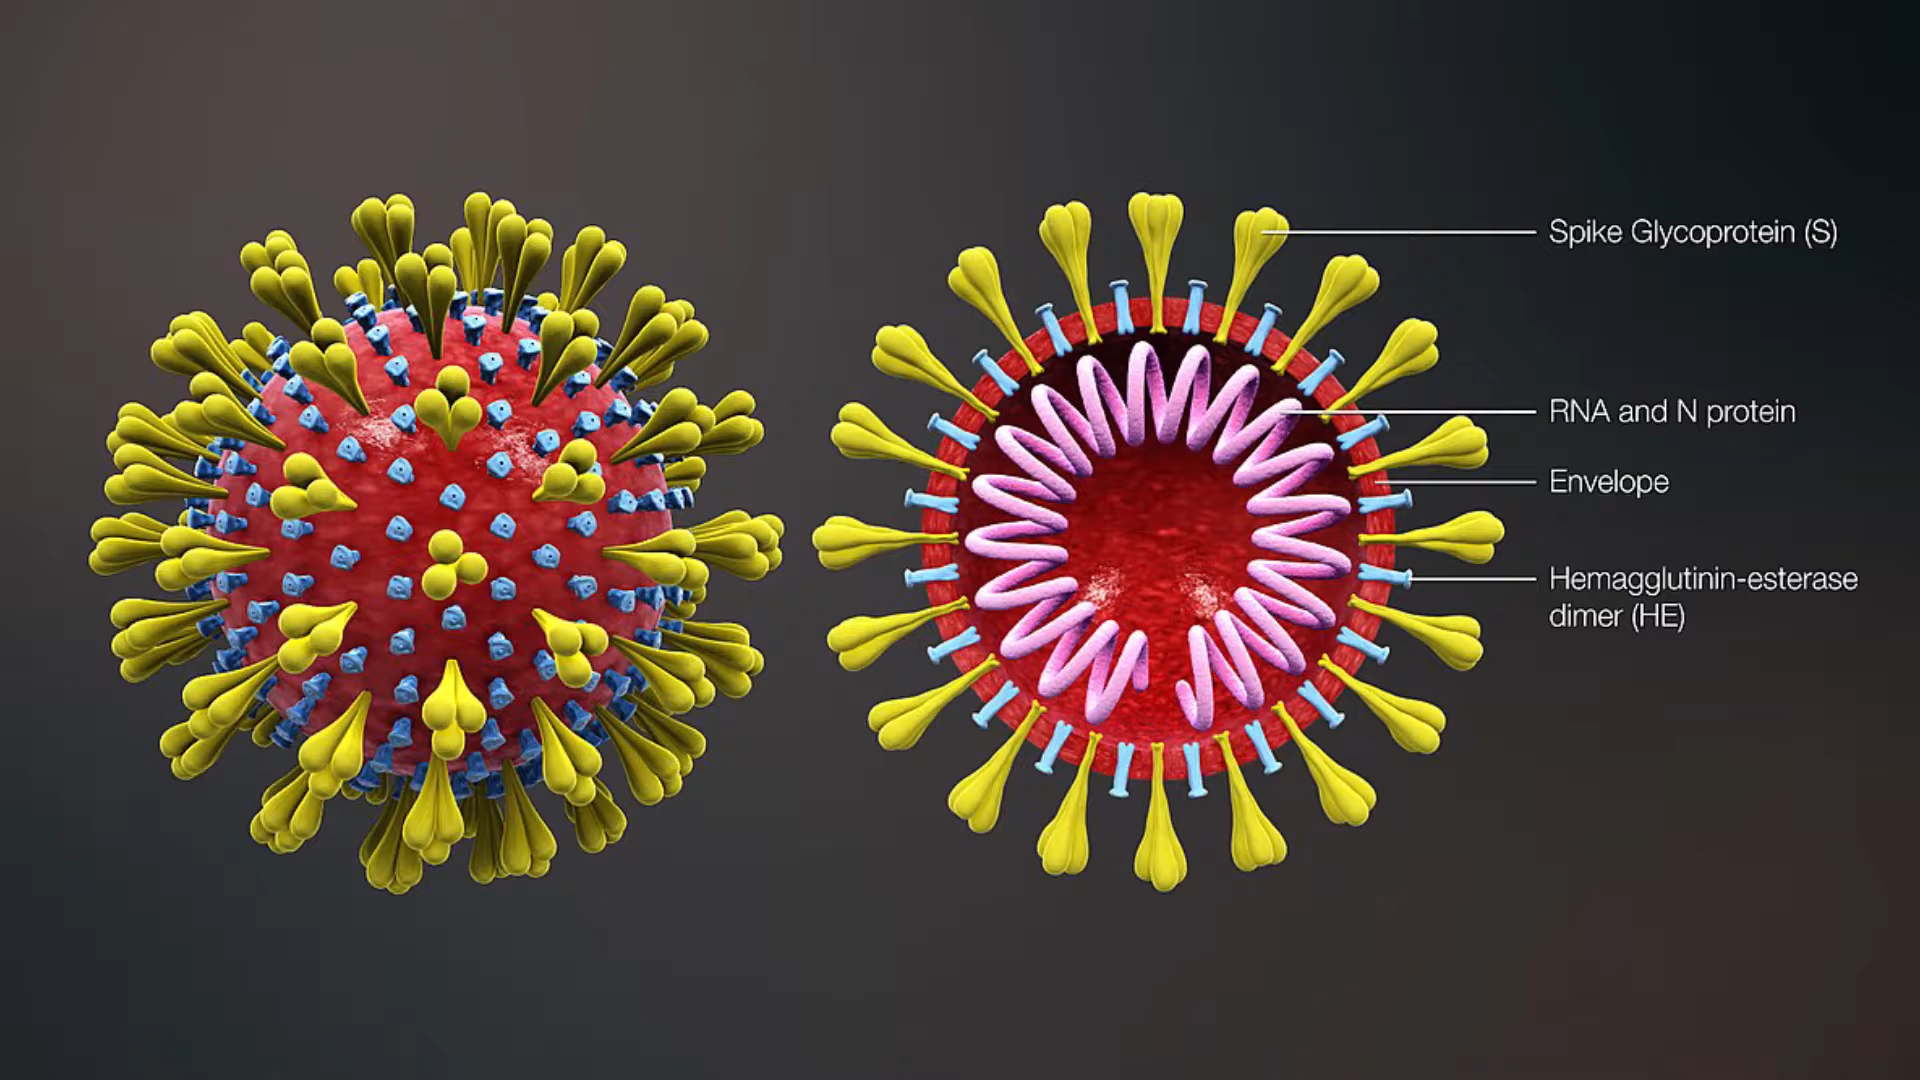 Spike Glycoprotein (S)
RNA and N protein
Envelope
Hemagglutinin-esterase
dimer (HE)